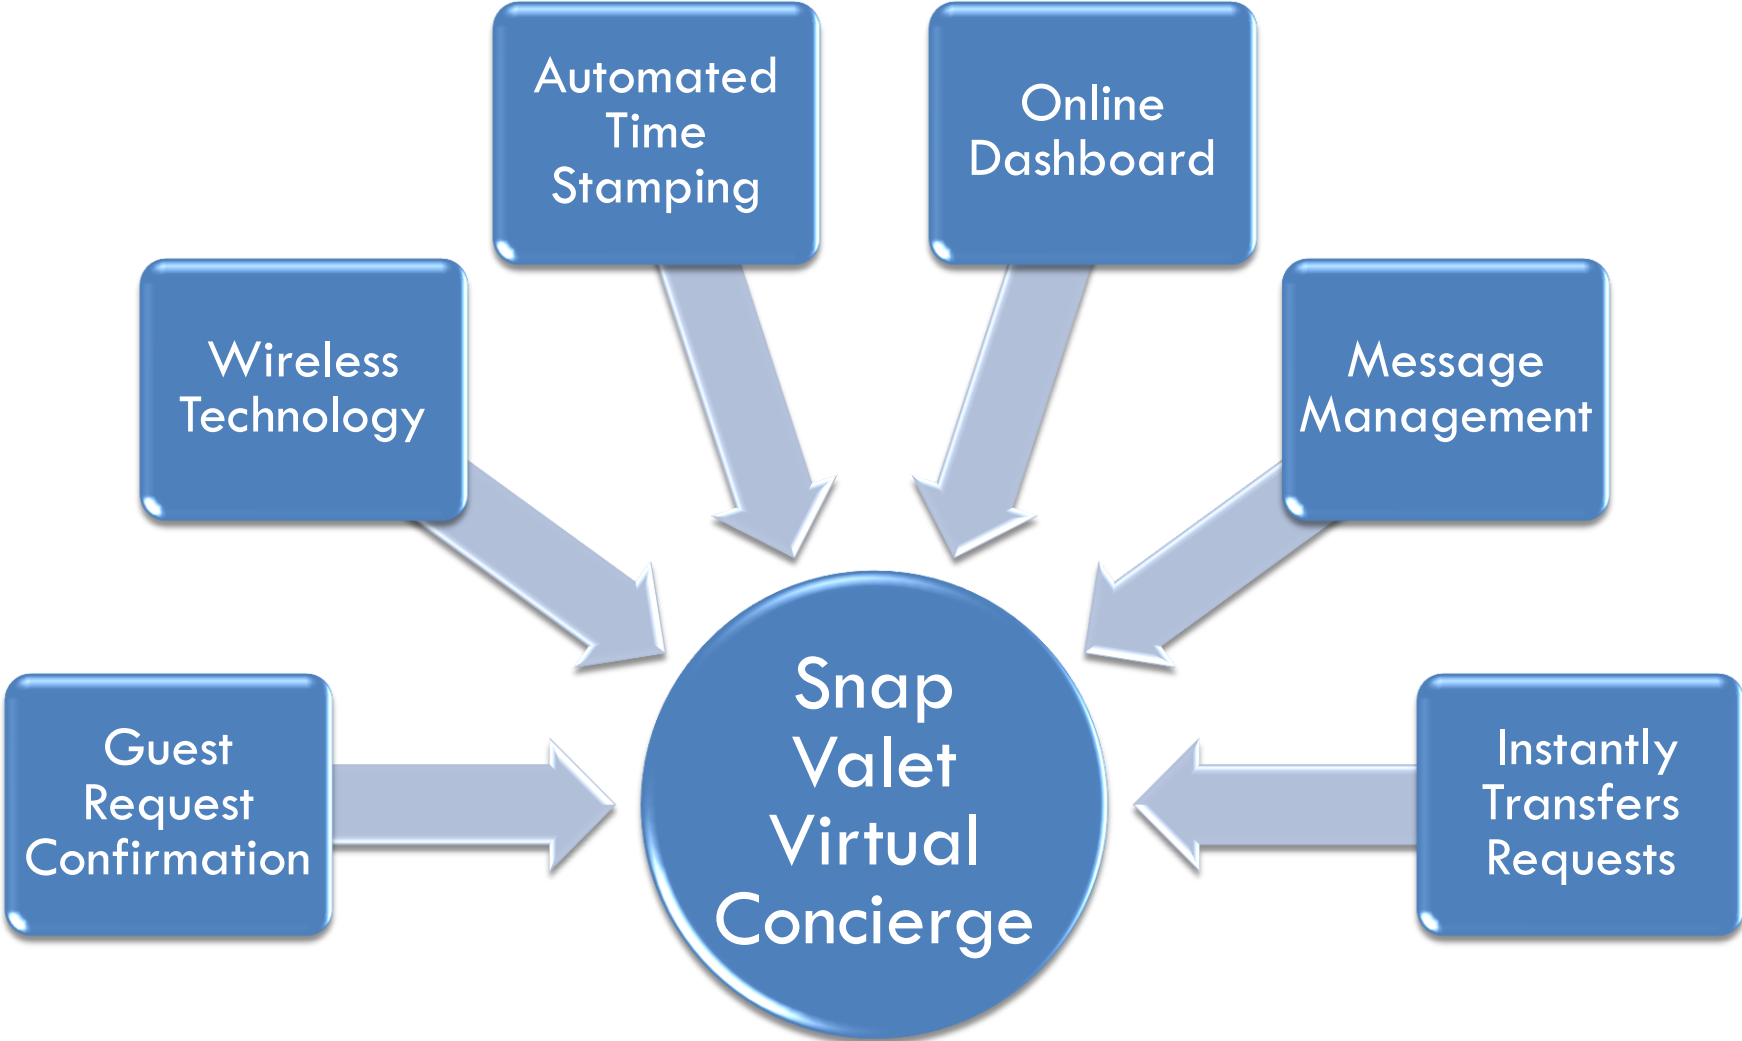 Automated
Time
Stamping
Online
Dashboard
Wireless
Technology
Message
Management
Guest
Request
Confirmation
Snap
Valet
Virtual
Concierge
Instantly
Transfers
Requests